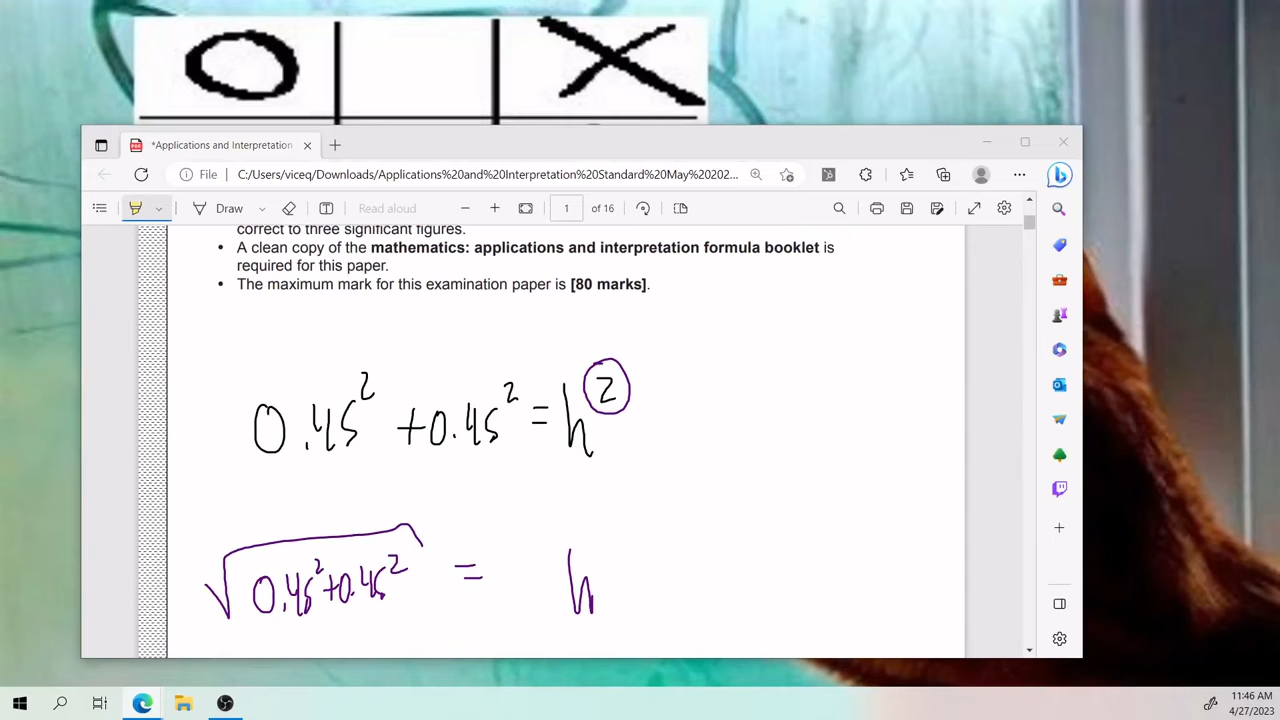 O X
*Applications and Interpretation
File C:/Users/viceq/Downloads/Applications%20and%20Interpretation%20Standard%20May%20202...
Draw Read aloud 1 of 16
correct to three significant figures.
• A clean copy of the mathematics: applications and interpretation formula booklet is
required for this paper.
• The maximum mark for this examination paper is [80 marks].
0.45² + 0.45² = h²
√0.45² + 0.45² = h
11:46 AM
4/27/2023